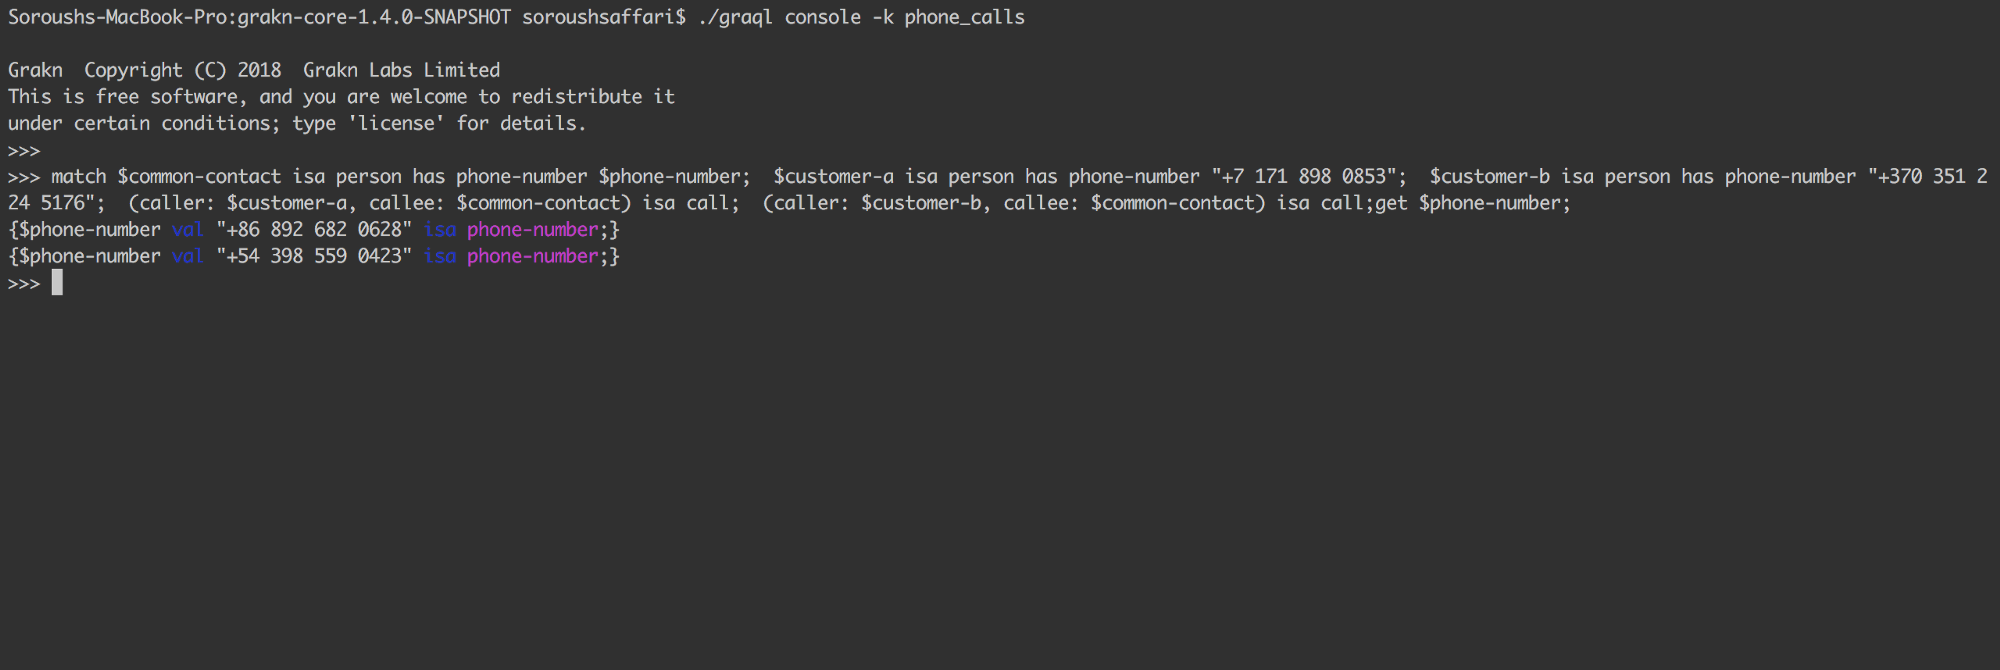 Soroushs-MacBook-Pro:grakn-core-1.4.0-SNAPSHOT soroushsaffari$ ./graql console -k phone_calls
Grakn  Copyright (C) 2018  Grakn Labs Limited
This is free software, and you are welcome to redistribute it
under certain conditions; type 'license' for details.
>>>
>>> match $common-contact isa person has phone-number $phone-number;  $customer-a isa person has phone-number "+7 171 898 0853";  $customer-b isa person has phone-number "+370 351 2
24 5176";  (caller: $customer-a, callee: $common-contact) isa call;  (caller: $customer-b, callee: $common-contact) isa call;get $phone-number;
{$phone-number val "+86 892 682 0628" isa phone-number;}
{$phone-number val "+54 398 559 0423" isa phone-number;}
>>>